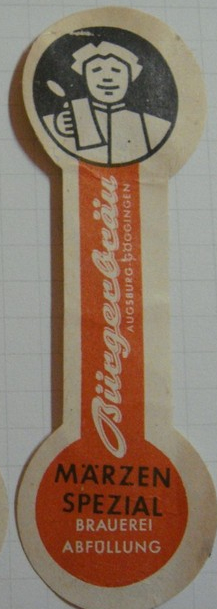 Bürgerbräu
AUGSBURG-GÖGGINGEN
MÄRZEN
SPEZIAL
BRAUEREI
ABFÜLLUNG